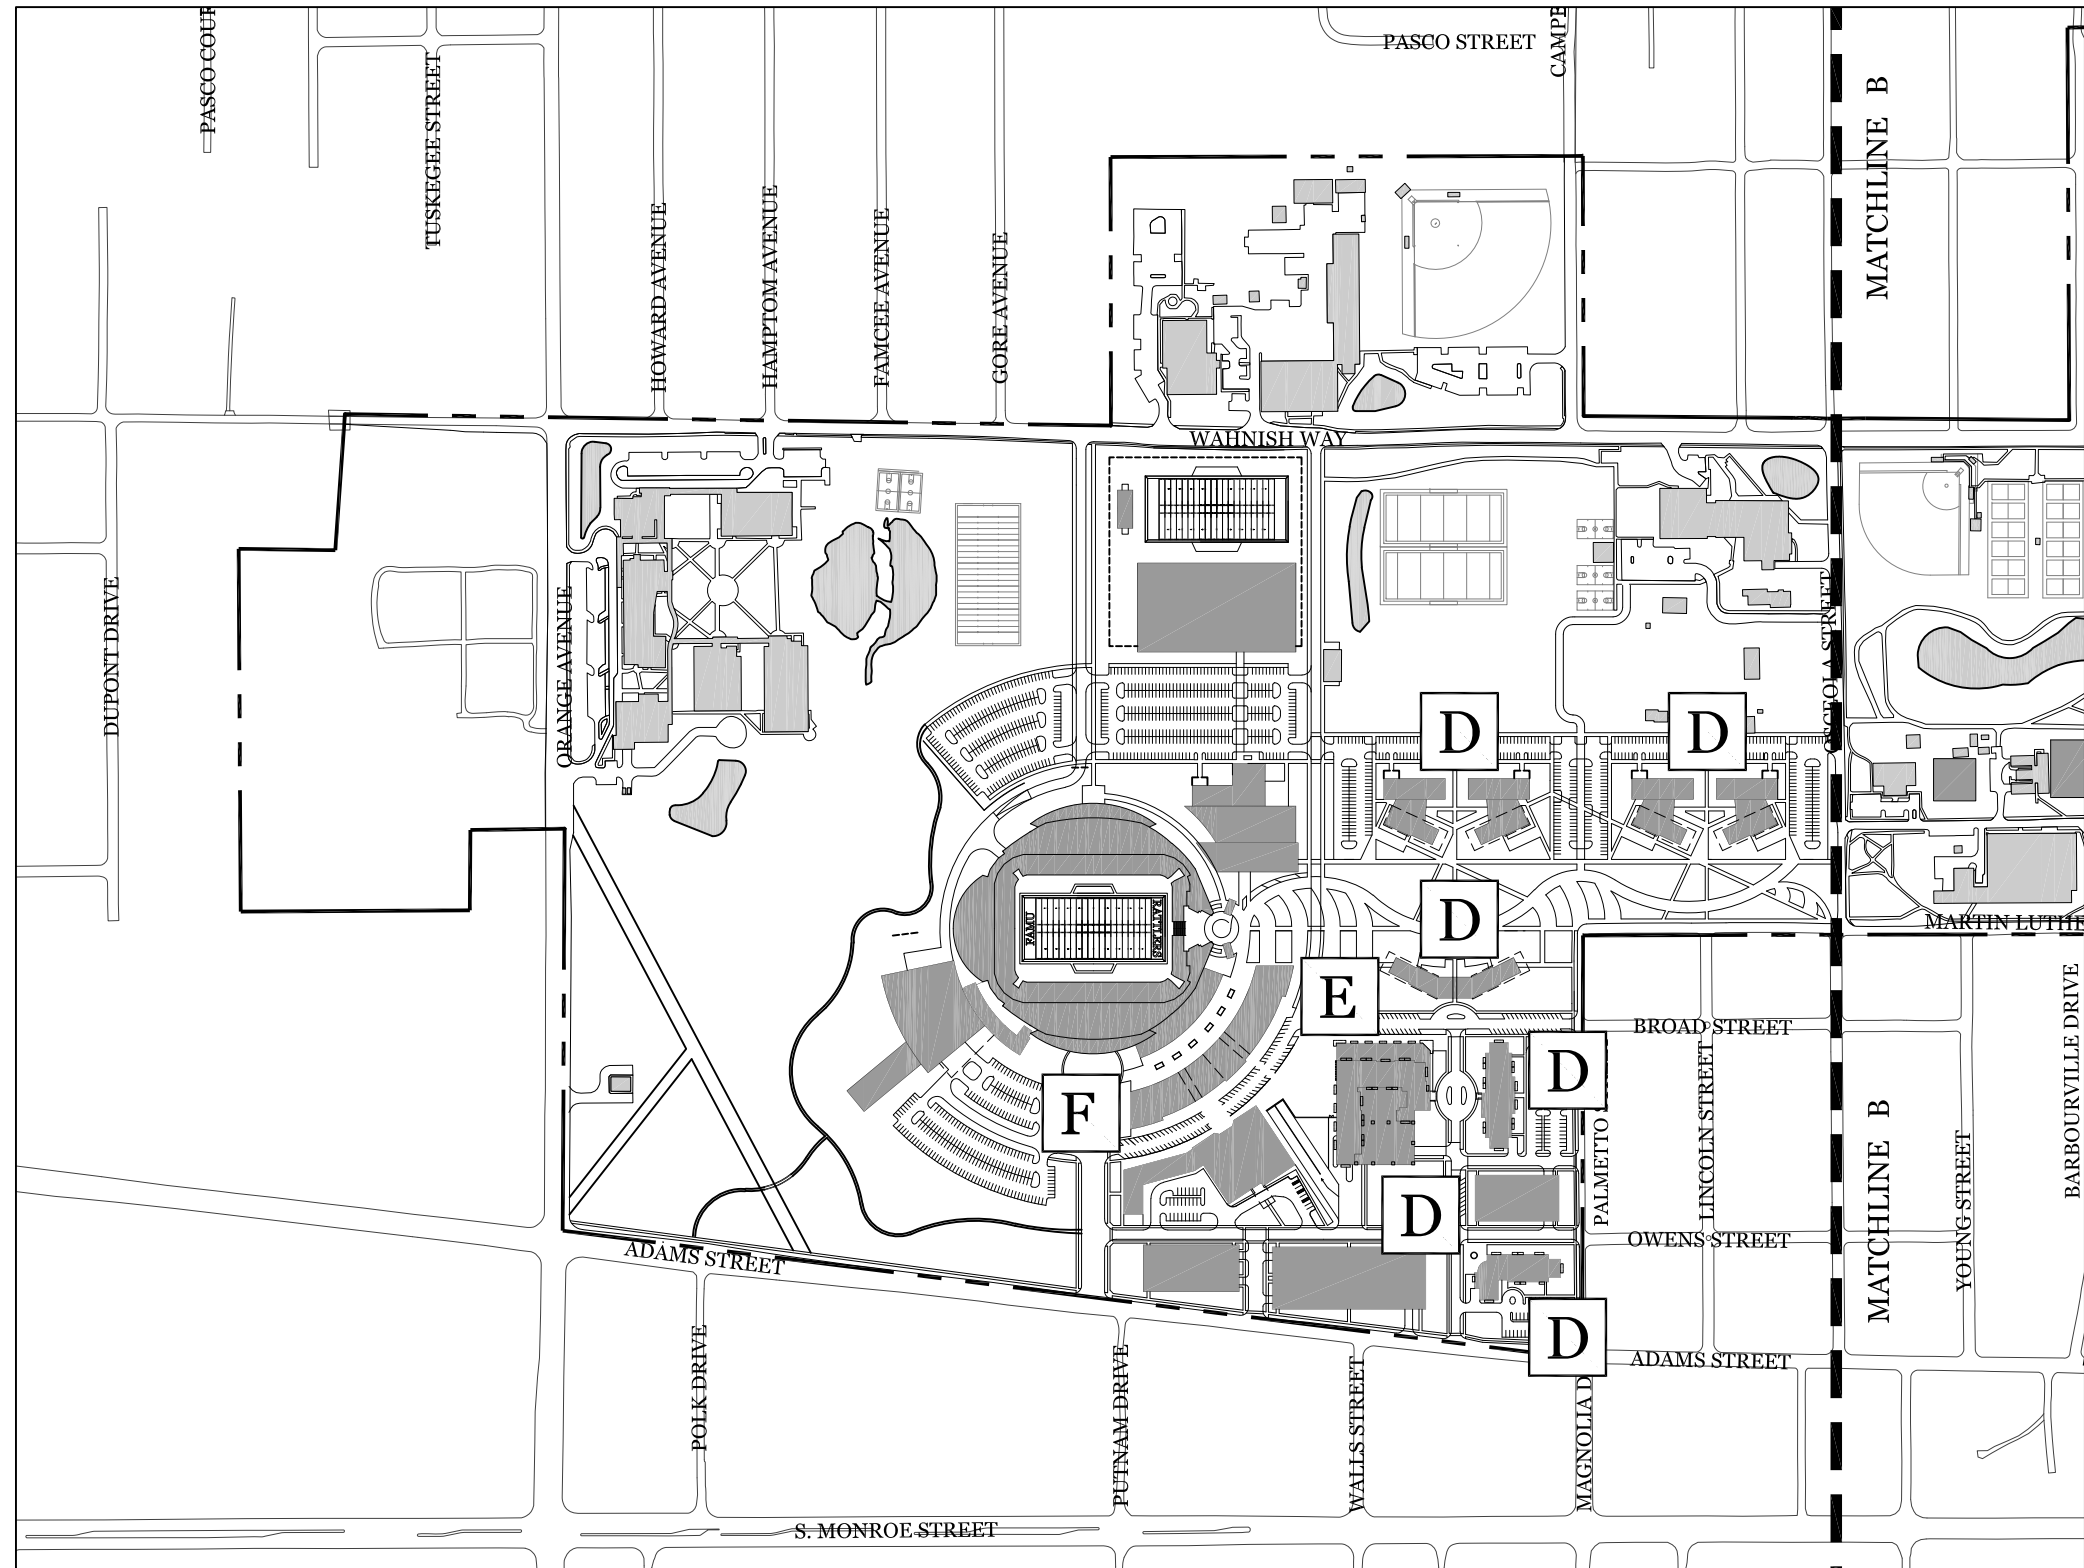 PASCO COUR
TUSKEGEE STREET
PASCO STREET
CAMPE
MATCHLINE B
HOWARD AVENUE
HAMPTOM AVENUE
FAMCEE AVENUE
GORE AVENUE
WAHNISH WAY
DUPONT DRIVE
ORANGE AVENUE
OSCEOLA STREET
D
D
D
FAMU
RATTLERS
MARTIN LUTHE
E
BROAD STREET
BARBOURVILLE DRIVE
D
F
PALMETTO
LINCOLN STREET
D
MATCHLINE B
YOUNG STREET
OWENS STREET
ADAMS STREET
D
ADAMS STREET
POLK DRIVE
PUTNAM DRIVE
WALLS STREET
MAGNOLIA D
S. MONROE STREET